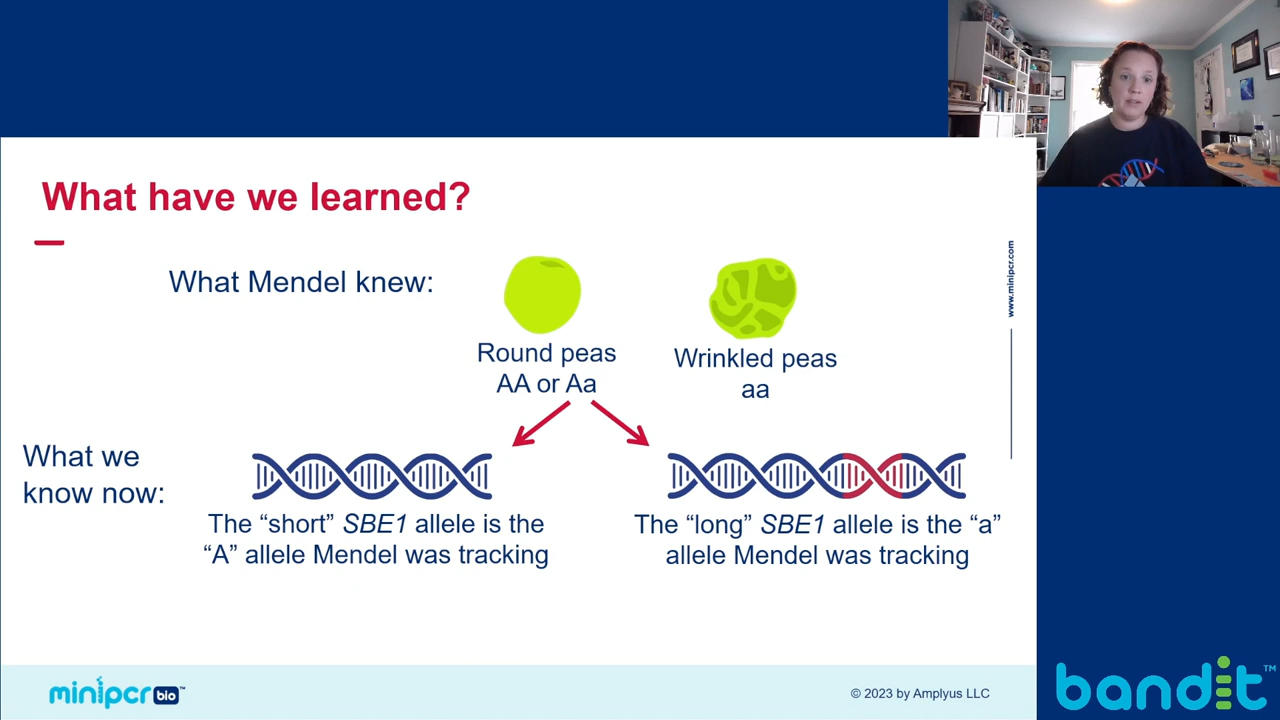 What have we learned?
What Mendel knew:
Round peas
AA or Aa
Wrinkled peas
aa
What we
know now:
The “short” SBE1 allele is the
“A” allele Mendel was tracking
The “long” SBE1 allele is the “a”
allele Mendel was tracking
www.minipcr.com
minipcr bio™
© 2023 by Amplyus LLC
bandit™